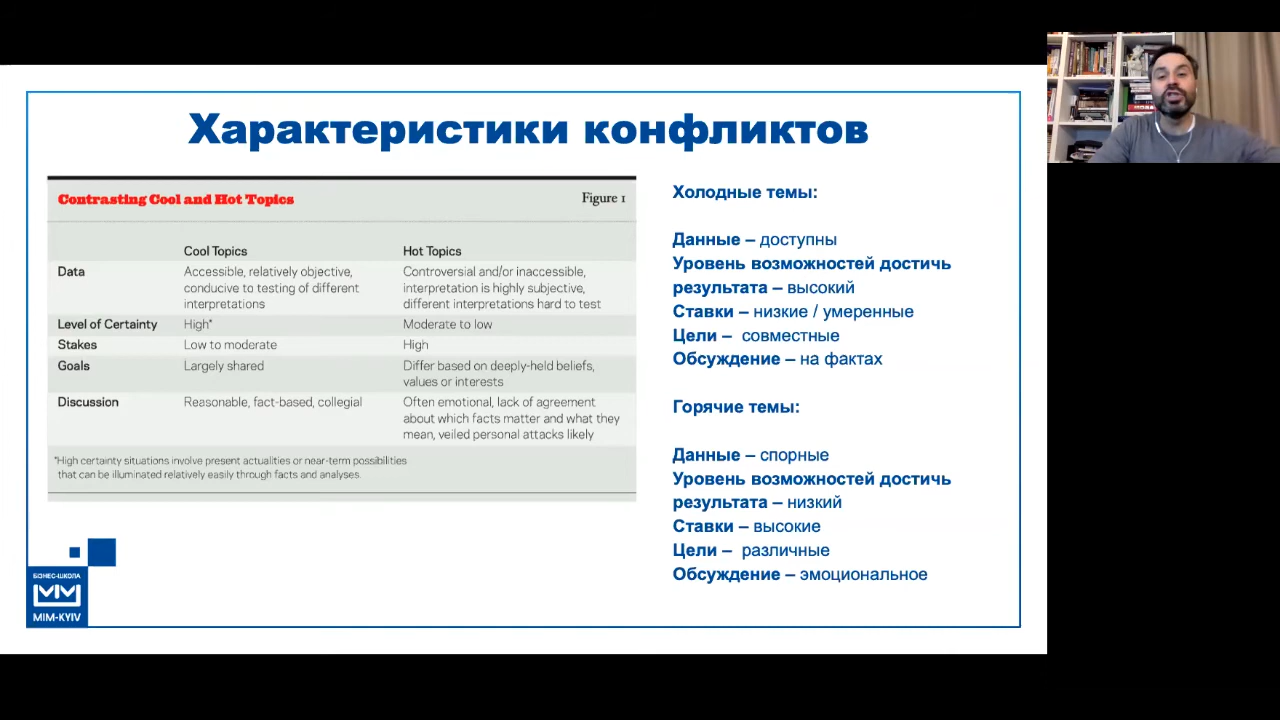 Характеристики конфликтов
Contrasting Cool and Hot Topics
Figure 1
Cool Topics
Hot Topics
Data
Accessible, relatively objective,
conducive to testing of different
interpretations
Controversial and/or inaccessible,
interpretation is highly subjective,
different interpretations hard to test
Level of Certainty
High*
Moderate to low
Stakes
Low to moderate
High
Goals
Largely shared
Differ based on deeply-held beliefs,
values or interests
Discussion
Reasonable, fact-based, collegial
Often emotional, lack of agreement
about which facts matter and what they
mean, veiled personal attacks likely
*High certainty situations involve present actualities or near-term possibilities
that can be illuminated relatively easily through facts and analyses.
Холодные темы:
Данные – доступны
Уровень возможностей достичь
результата – высокий
Ставки – низкие / умеренные
Цели – совместные
Обсуждение – на фактах
Горячие темы:
Данные – спорные
Уровень возможностей достичь
результата – низкий
Ставки – высокие
Цели – различные
Обсуждение – эмоциональное
БІЗНЕС-ШКОЛА
MIM-KYIV